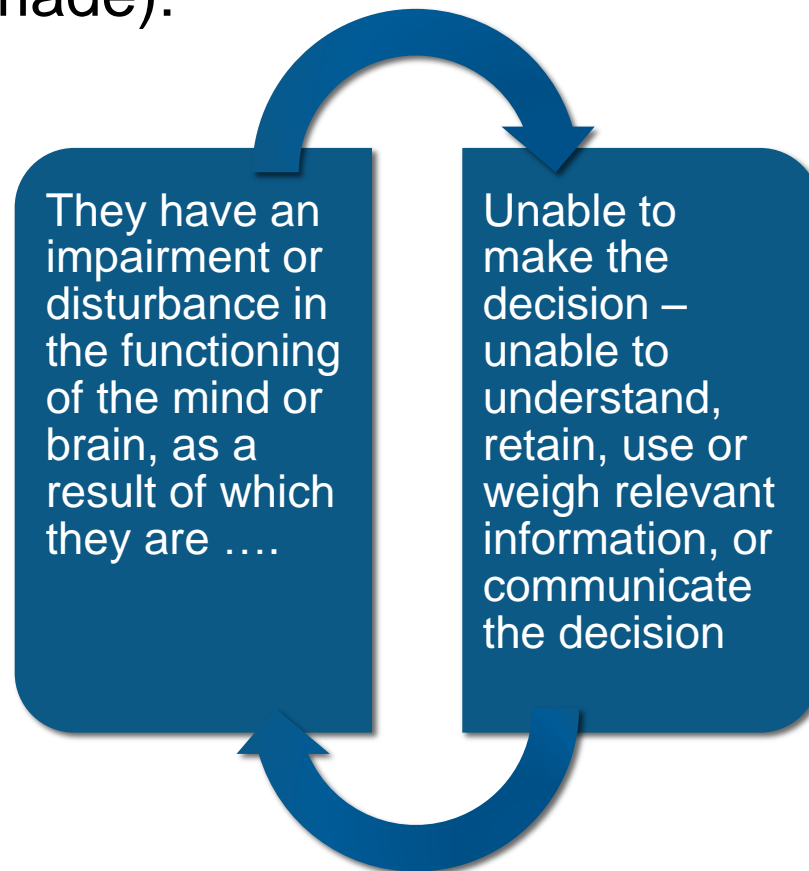 made).
They have an
impairment or
disturbance in
the functioning
of the mind or
brain, as a
result of which
they are ….
Unable to
make the
decision –
unable to
understand,
retain, use or
weigh relevant
information, or
communicate
the decision